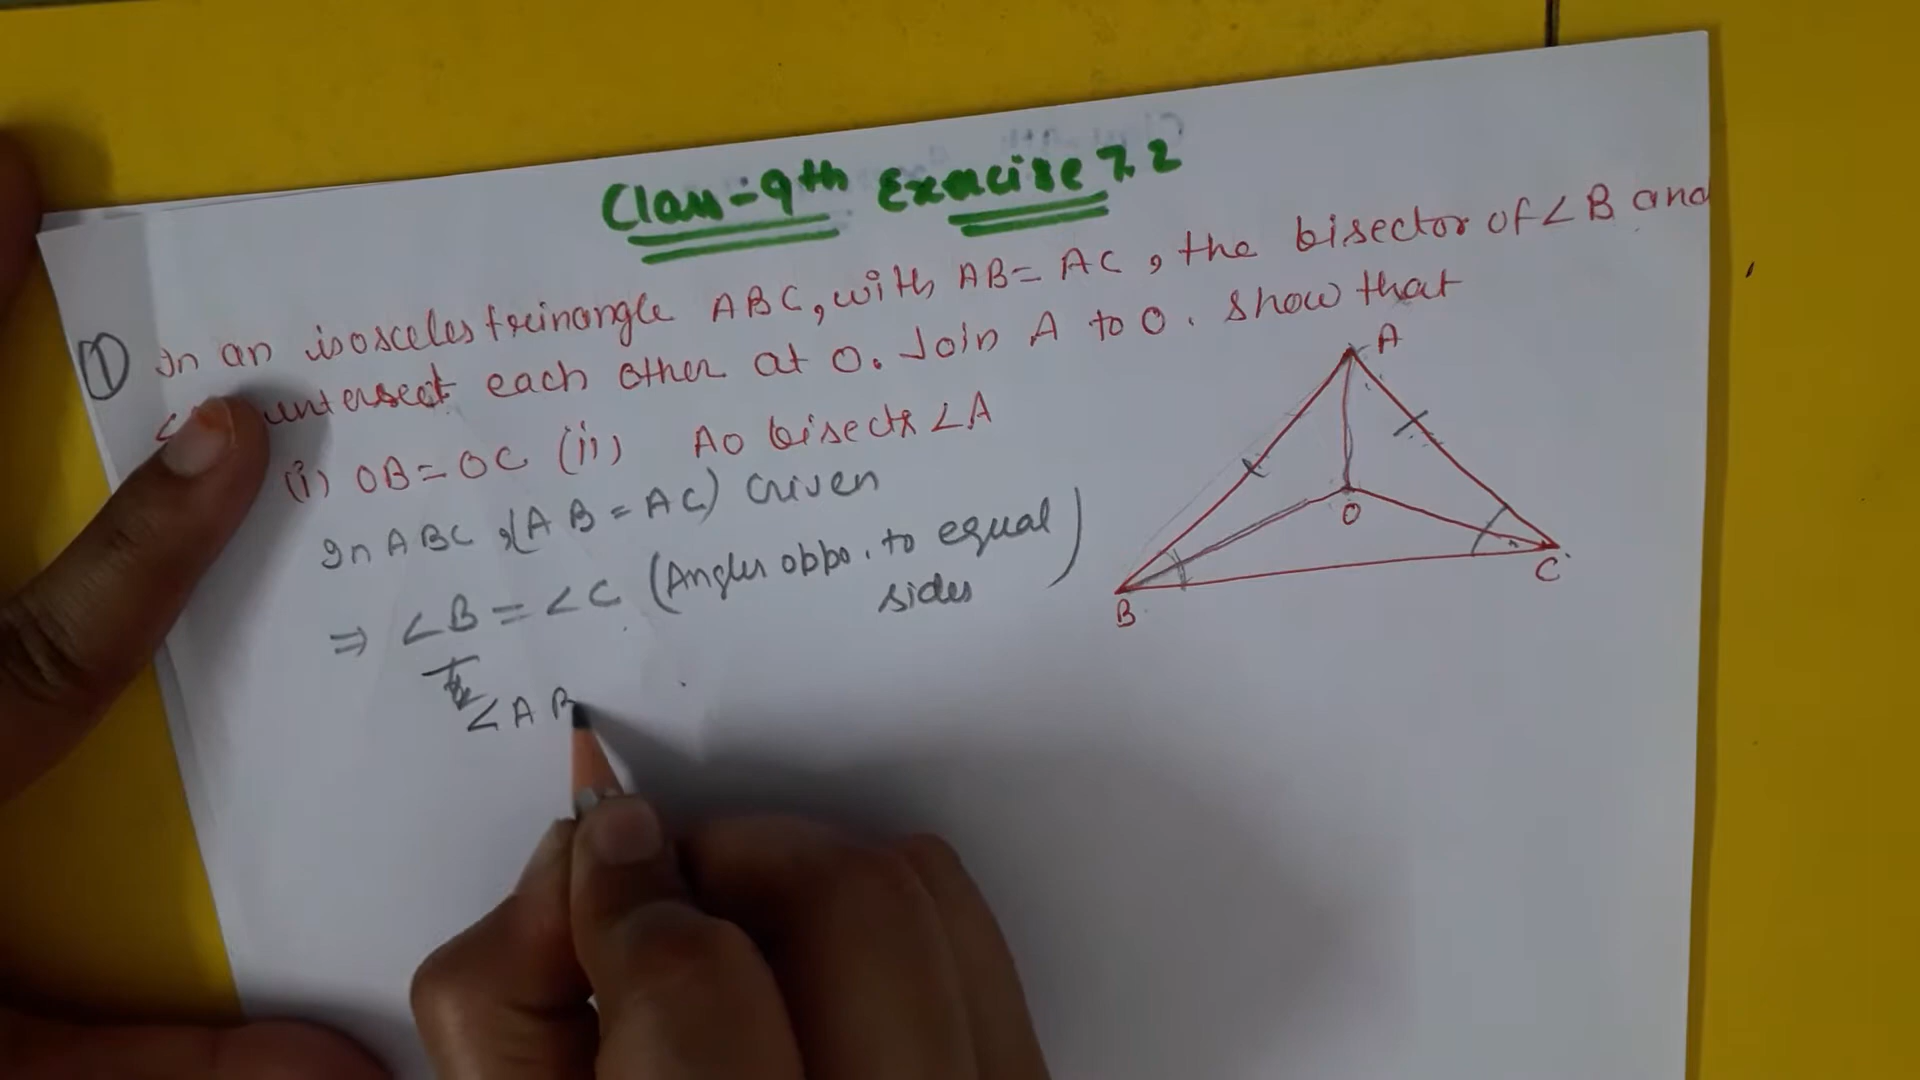 Class-9th Exercise 7.2
① In an isosceles treinangle ABC, with AB = AC, the bisector of ∠B and
∠ intersect each other at O. Join A to O. Show that
(i) OB = OC (ii) AO bisects ∠A
In ABC, (AB = AC) Given
⇒ ∠B = ∠C (Angles oppo. to equal
sides)
∠AB
A
O
B
C